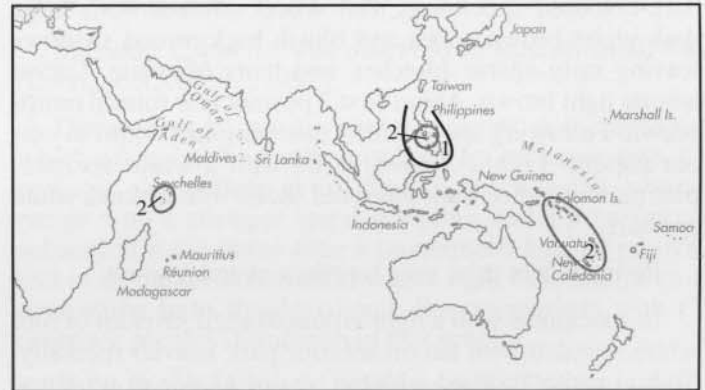 Japan
Taiwan
Philippines
Gulf of
Oman
Gulf of
Aden
Marshall Is.
2
1
Melanesia
Maldives
Sri Lanka
New Guinea
Seychelles
Solomon Is.
2
Indonesia
Samoa
Vanuatu
2
Fiji
Mauritius
New
Réunion
Caledonia
Madagascar